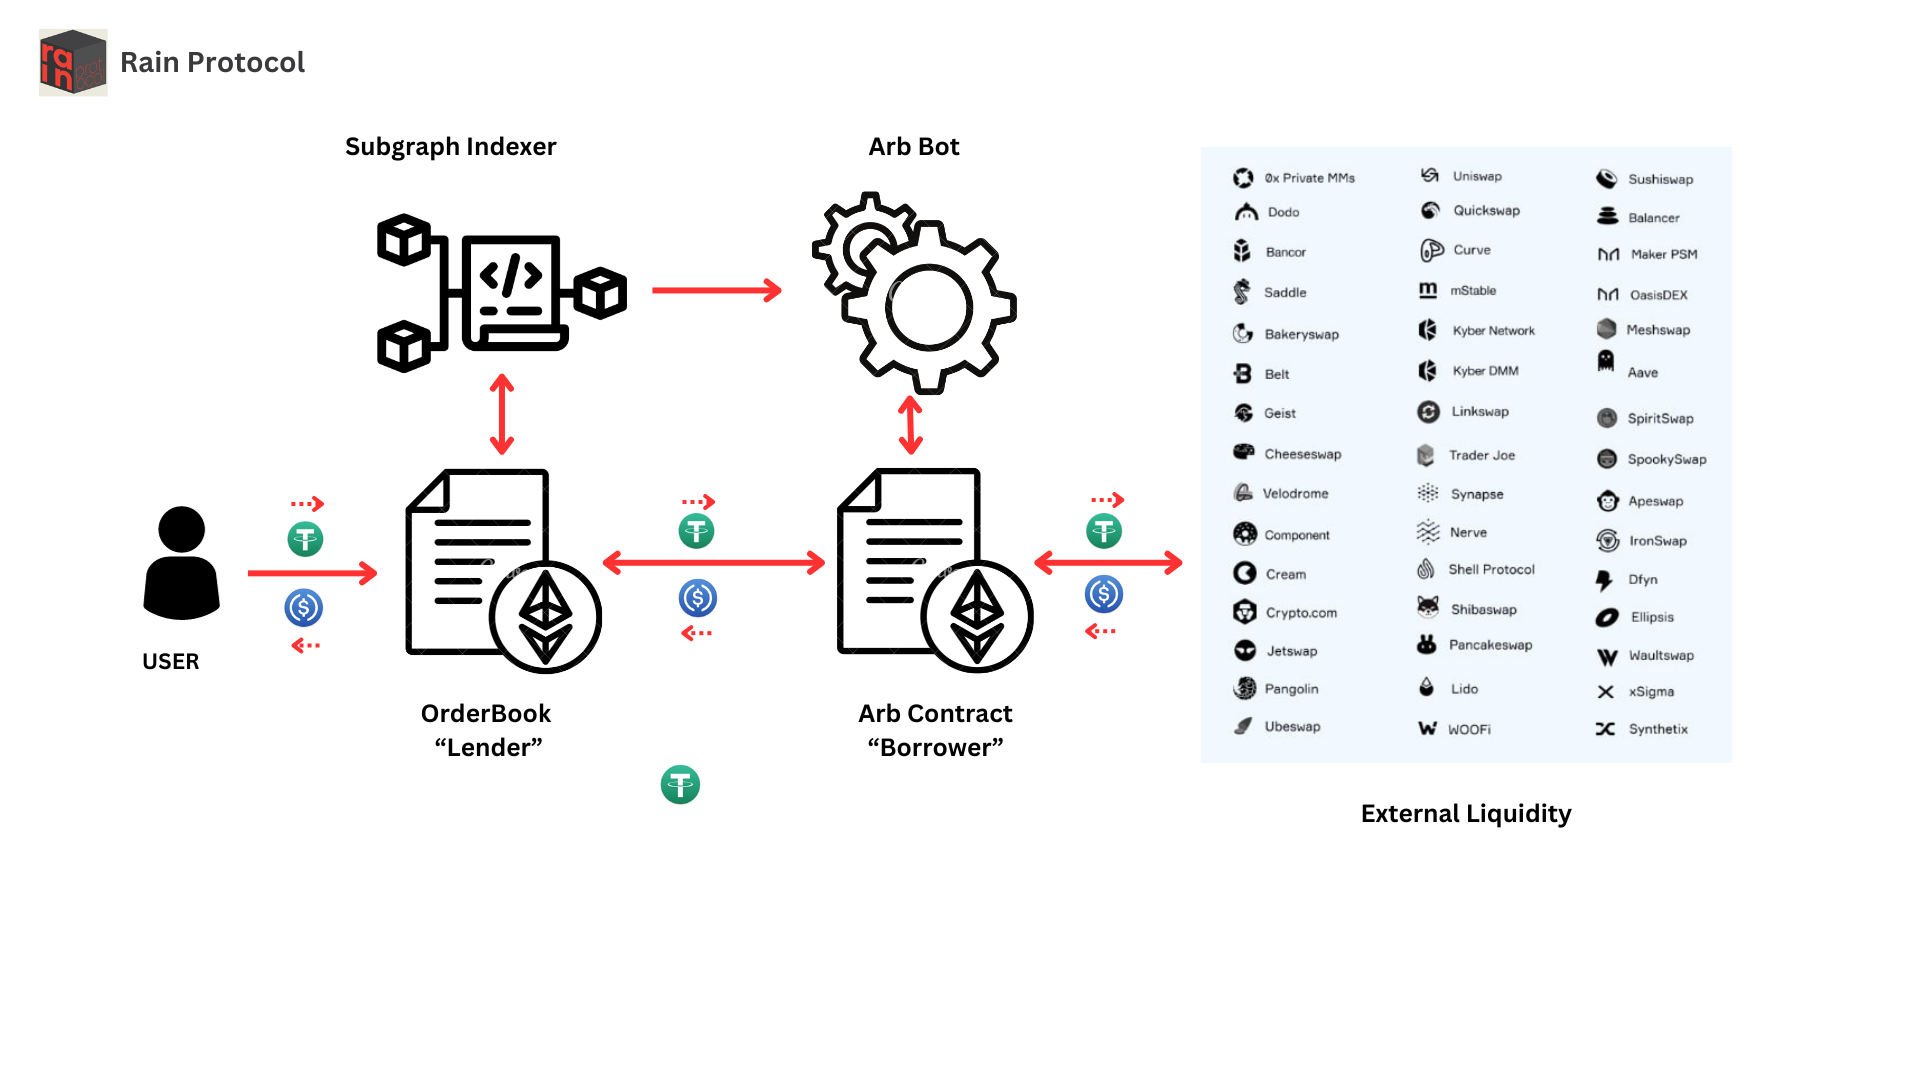 rain
Rain Protocol
Subgraph Indexer
Arb Bot
USER
OrderBook
“Lender”
Arb Contract
“Borrower”
0x Private MMs
Dodo
Bancor
Saddle
Bakeryswap
Belt
Geist
Cheeseswap
Velodrome
Component
Cream
Crypto.com
Jetswap
Pangolin
Ubeswap
Uniswap
Quickswap
Curve
mStable
Kyber Network
Kyber DMM
Linkswap
Trader Joe
Synapse
Nerve
Shell Protocol
Shibaswap
Pancakeswap
Lido
WOOFi
Sushiswap
Balancer
Maker PSM
OasisDEX
Meshswap
Aave
SpiritSwap
SpookySwap
Apeswap
IronSwap
Dfyn
Ellipsis
Waultswap
xSigma
Synthetix
External Liquidity